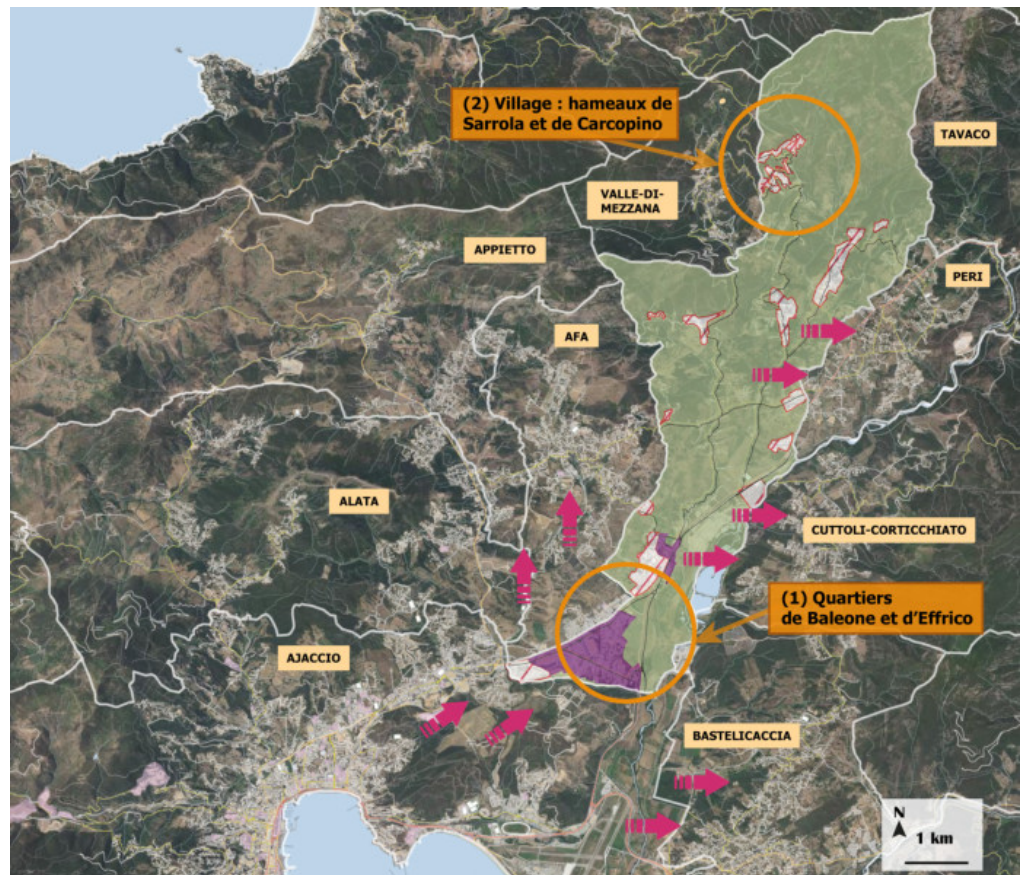 (2) Village : hameaux de
Sarrola et de Carcopino
TAVACO
VALLE-DI-
MEZZANA
APPIETTO
PERI
AFA
ALATA
CUTTOLI-CORTICCHIATO
(1) Quartiers
de Baleone et d'Effrico
AJACCIO
BASTELICACCIA
N
1 km